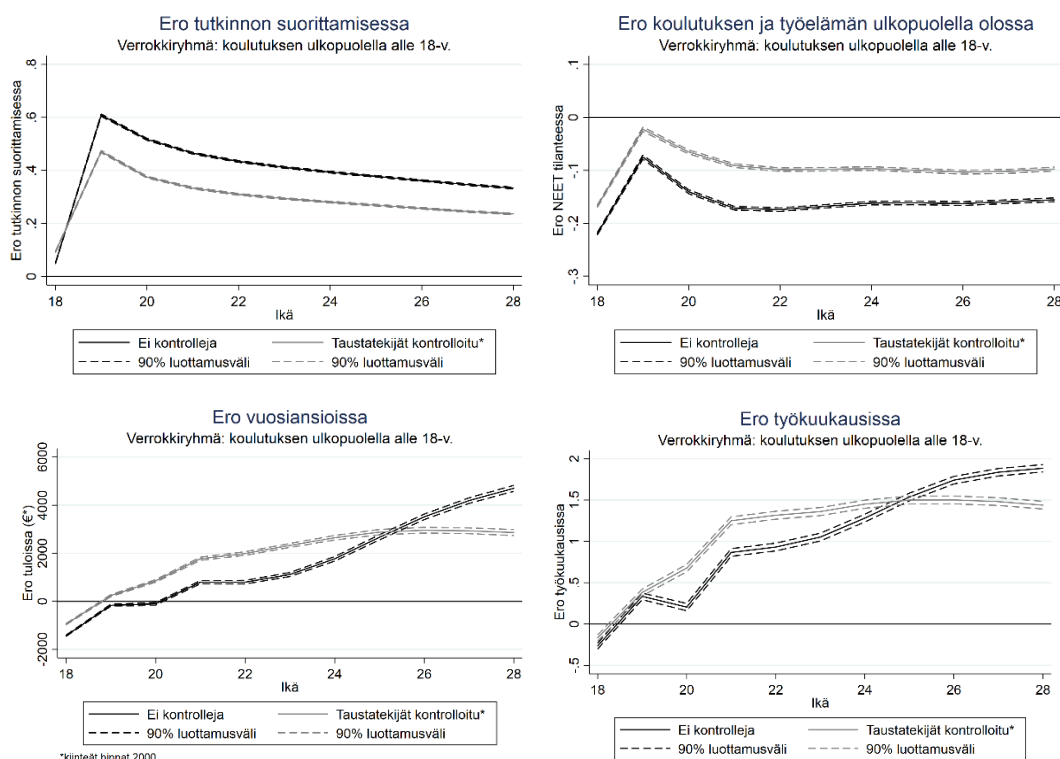 Ero tutkinnon suorittamisessa
Verrokkiryhmä: koulutuksen ulkopuolella alle 18-v.
Ero tutkinnon suorittamisessa
.8
.6
.4
.2
0
18 20 22 24 26 28
Ikä
Ei kontrolleja Taustatekijät kontrolloitu*
90% luottamusväli 90% luottamusväli
Ero koulutuksen ja työelämän ulkopuolella olossa
Verrokkiryhmä: koulutuksen ulkopuolella alle 18-v.
Ero NEET tilanteessa
.1
0
-.1
-.2
-.3
18 20 22 24 26 28
Ikä
Ei kontrolleja Taustatekijät kontrolloitu*
90% luottamusväli 90% luottamusväli
Ero vuosiansioissa
Verrokkiryhmä: koulutuksen ulkopuolella alle 18-v.
Ero tuloissa (€*)
6000
4000
2000
0
-2000
18 20 22 24 26 28
Ikä
Ei kontrolleja Taustatekijät kontrolloitu*
90% luottamusväli 90% luottamusväli
*kiinteät hinnat 2000
Ero työkuukausissa
Verrokkiryhmä: koulutuksen ulkopuolella alle 18-v.
Ero työkuukausissa
2
1.5
1
.5
0
-.5
18 20 22 24 26 28
Ikä
Ei kontrolleja Taustatekijät kontrolloitu*
90% luottamusväli 90% luottamusväli